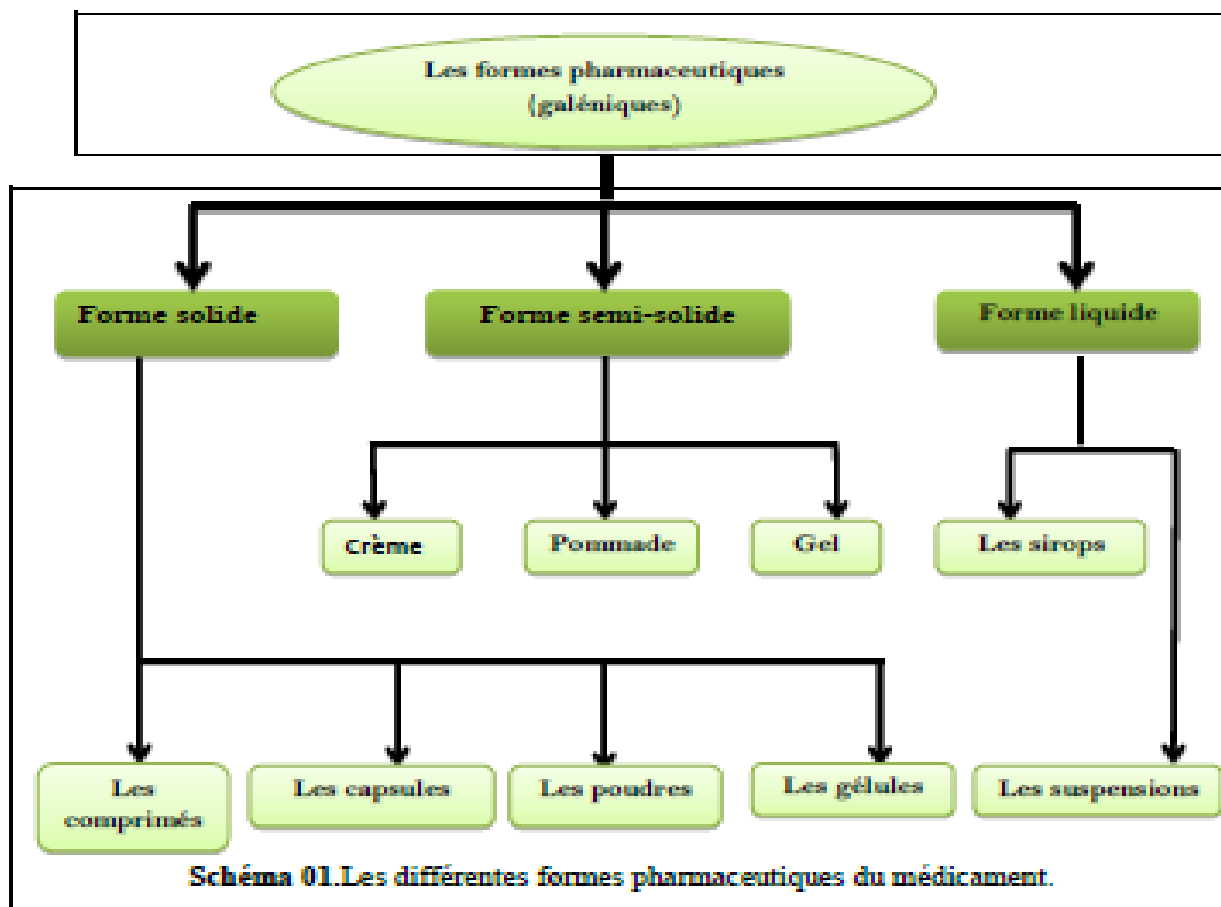 Les formes pharmaceutiques
(galéniques)
Forme solide
Forme semi-solide
Forme liquide
Crème
Pommade
Gel
Les sirops
Les
comprimés
Les capsules
Les poudres
Les gélules
Les suspensions
Schéma 01.Les différentes formes pharmaceutiques du médicament.